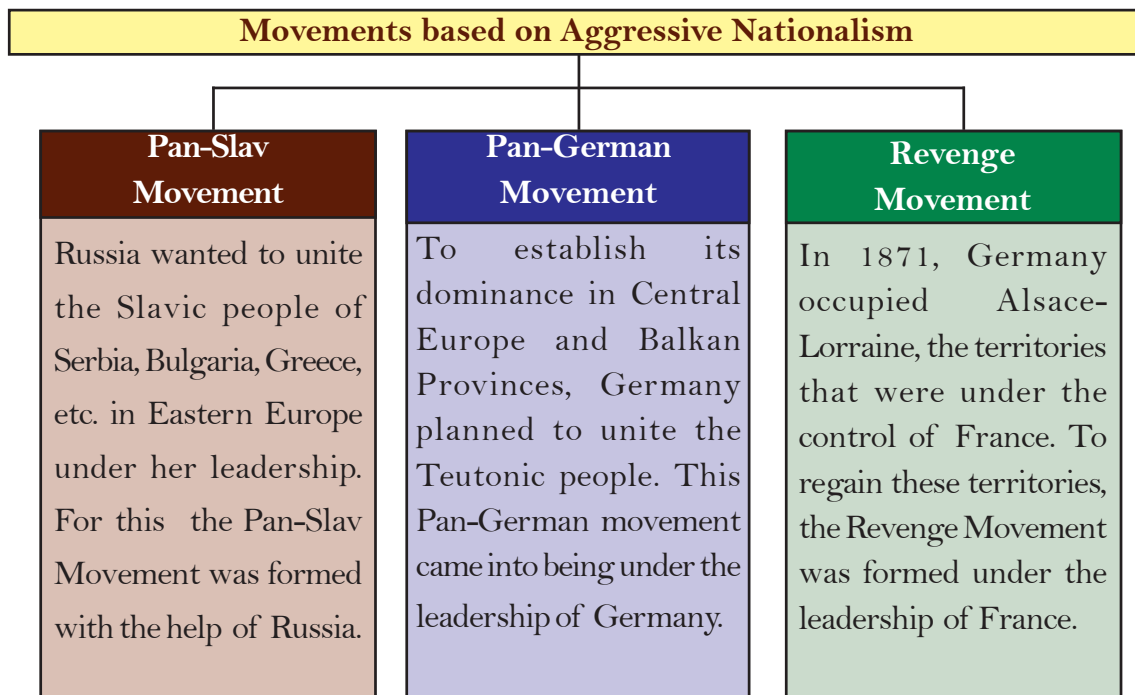 Movements based on Aggressive Nationalism
Pan-Slav
Movement
Russia wanted to unite
the Slavic people of
Serbia, Bulgaria, Greece,
etc. in Eastern Europe
under her leadership.
For this the Pan-Slav
Movement was formed
with the help of Russia.
Pan-German
Movement
To establish its
dominance in Central
Europe and Balkan
Provinces, Germany
planned to unite the
Teutonic people. This
Pan-German movement
came into being under the
leadership of Germany.
Revenge
Movement
In 1871, Germany
occupied Alsace-
Lorraine, the territories
that were under the
control of France. To
regain these territories,
the Revenge Movement
was formed under the
leadership of France.